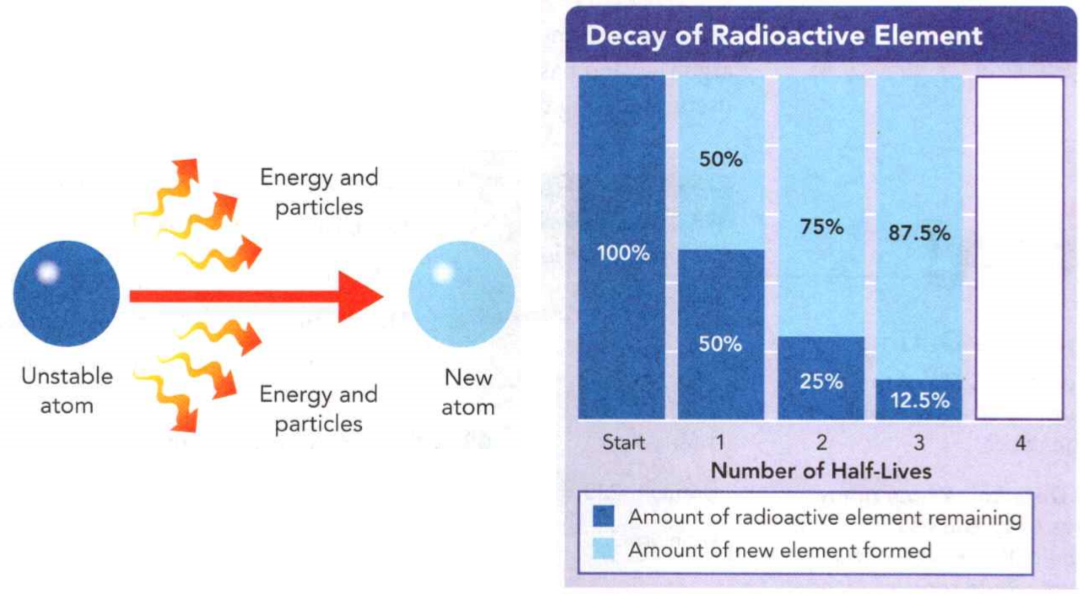 Energy and
particles
Unstable
atom
New
atom
Energy and
particles
Decay of Radioactive Element
100%
50%
50%
75%
25%
87.5%
12.5%
Start 1 2 3 4
Number of Half-Lives
Amount of radioactive element remaining
Amount of new element formed